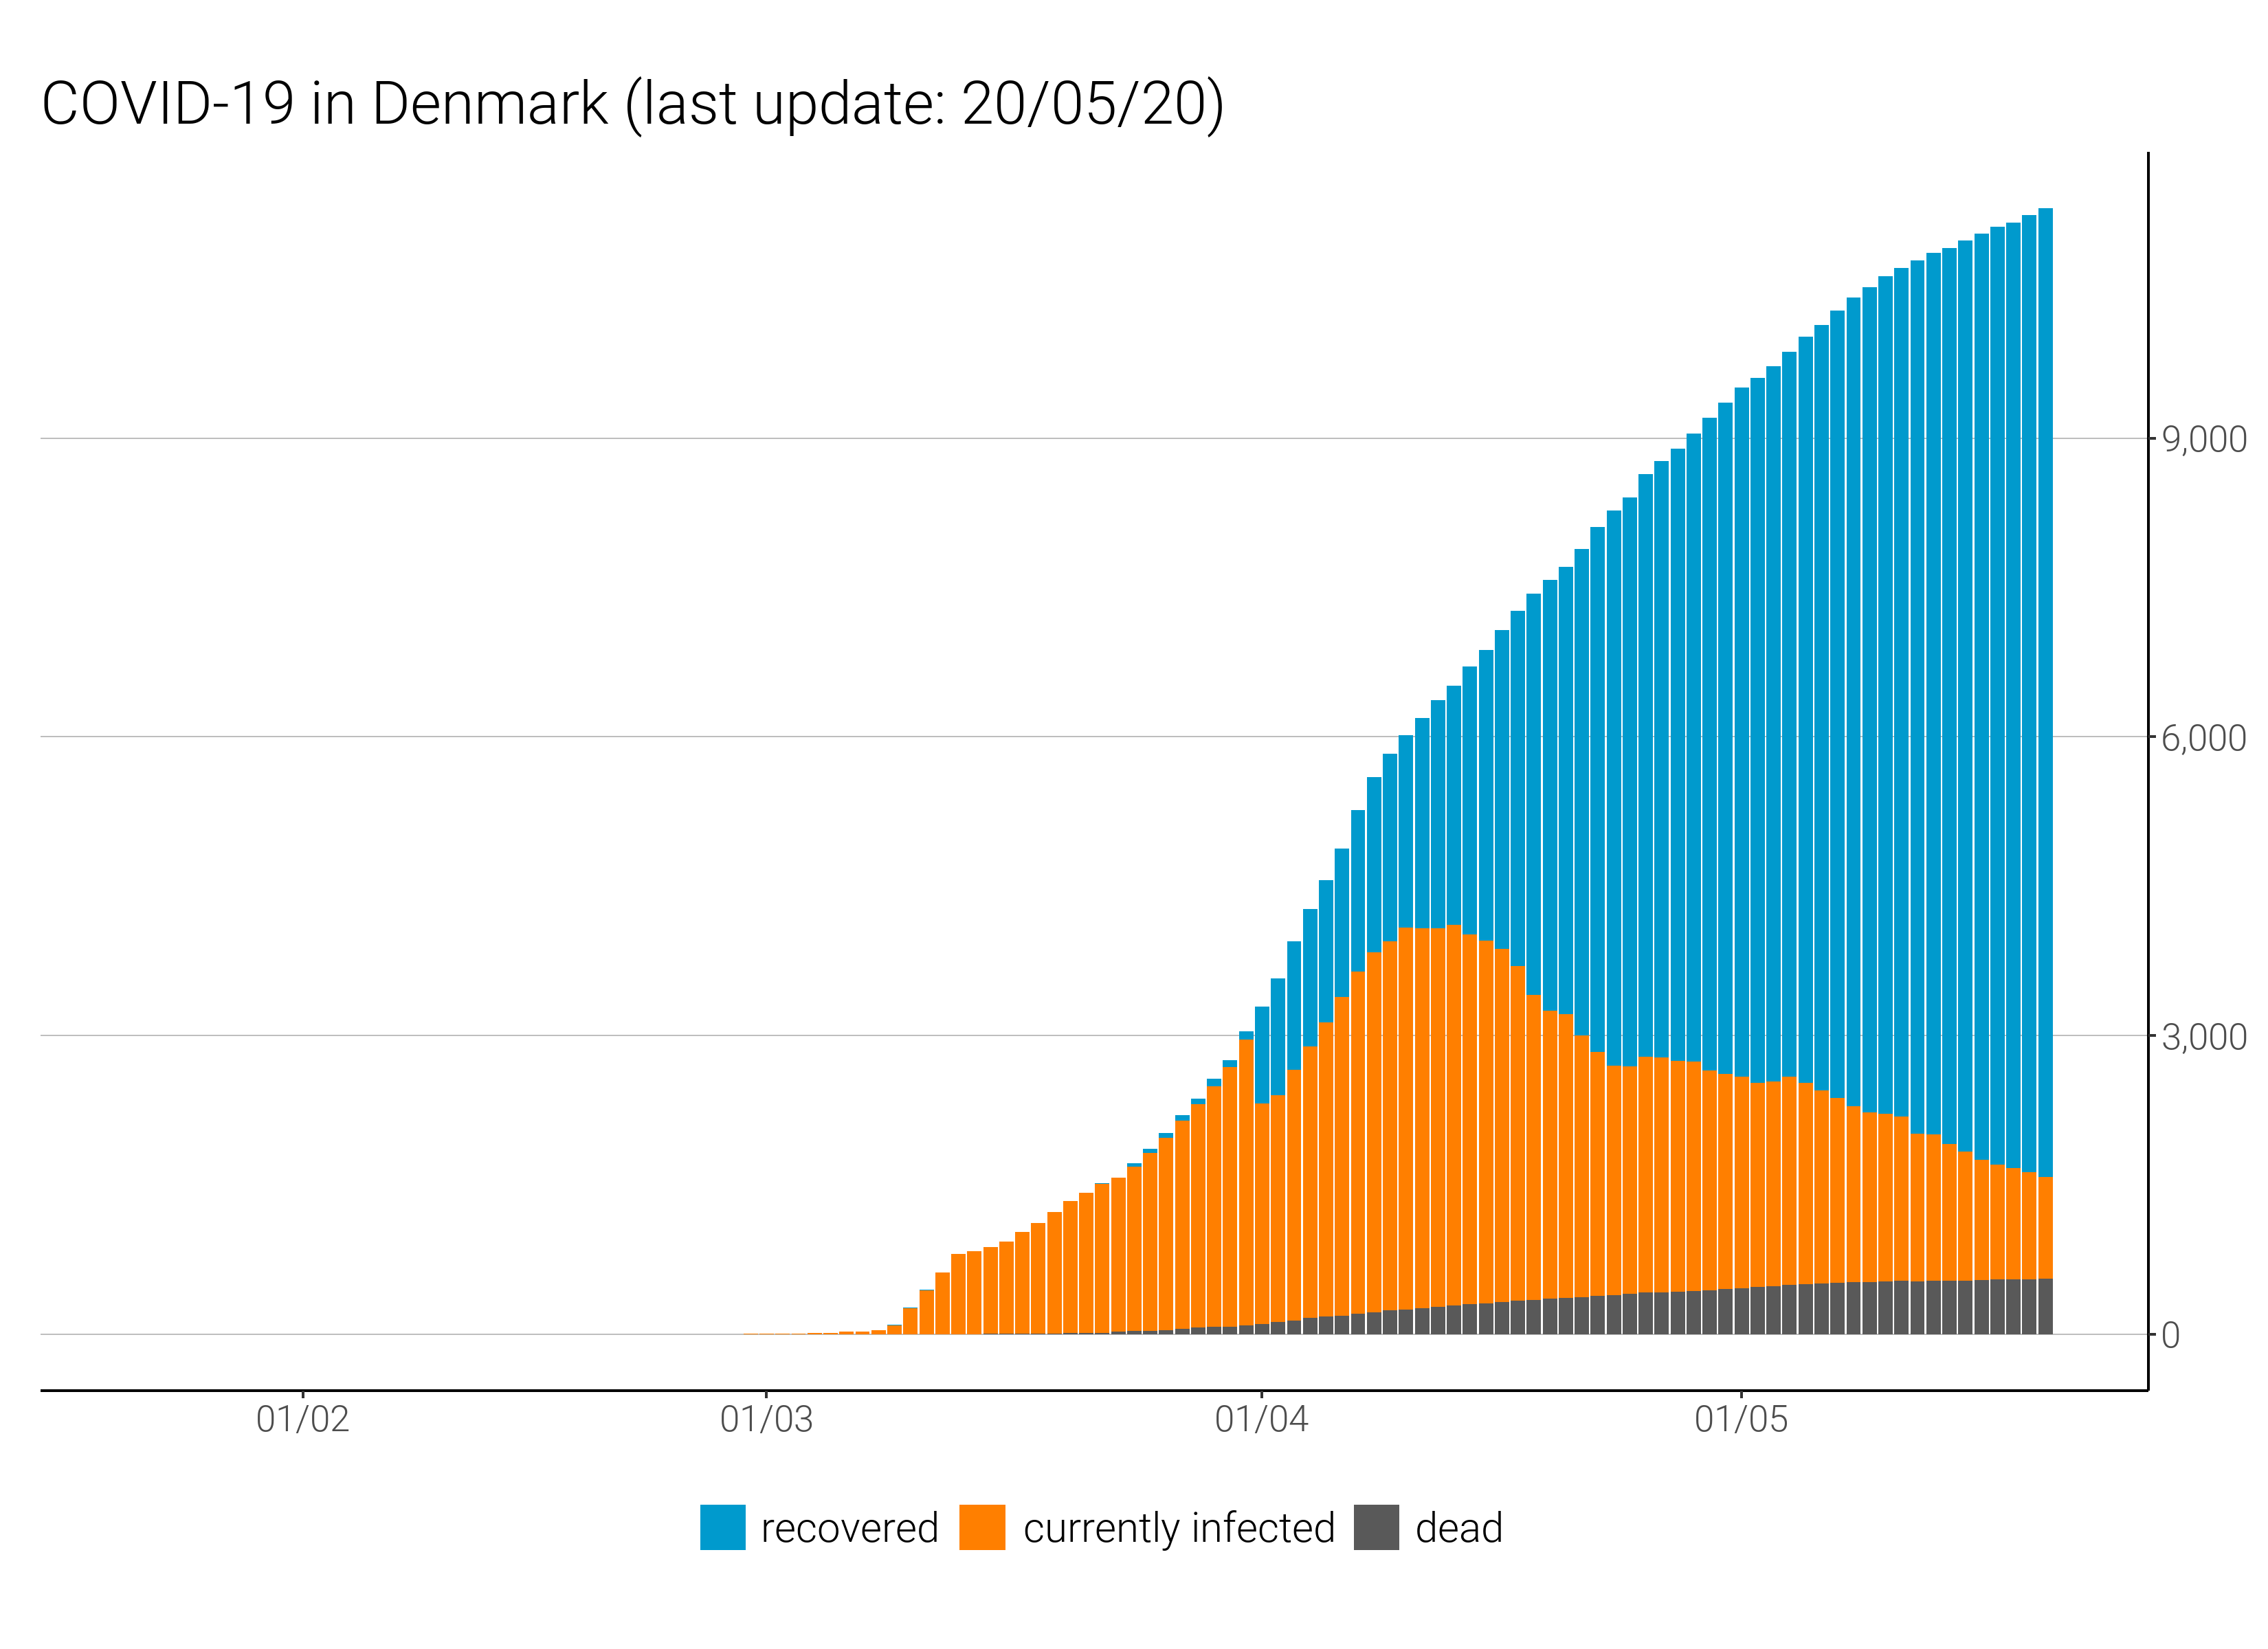 COVID-19 in Denmark (last update: 20/05/20)
9,000
6,000
3,000
0
01/02 01/03 01/04 01/05
recovered currently infected dead